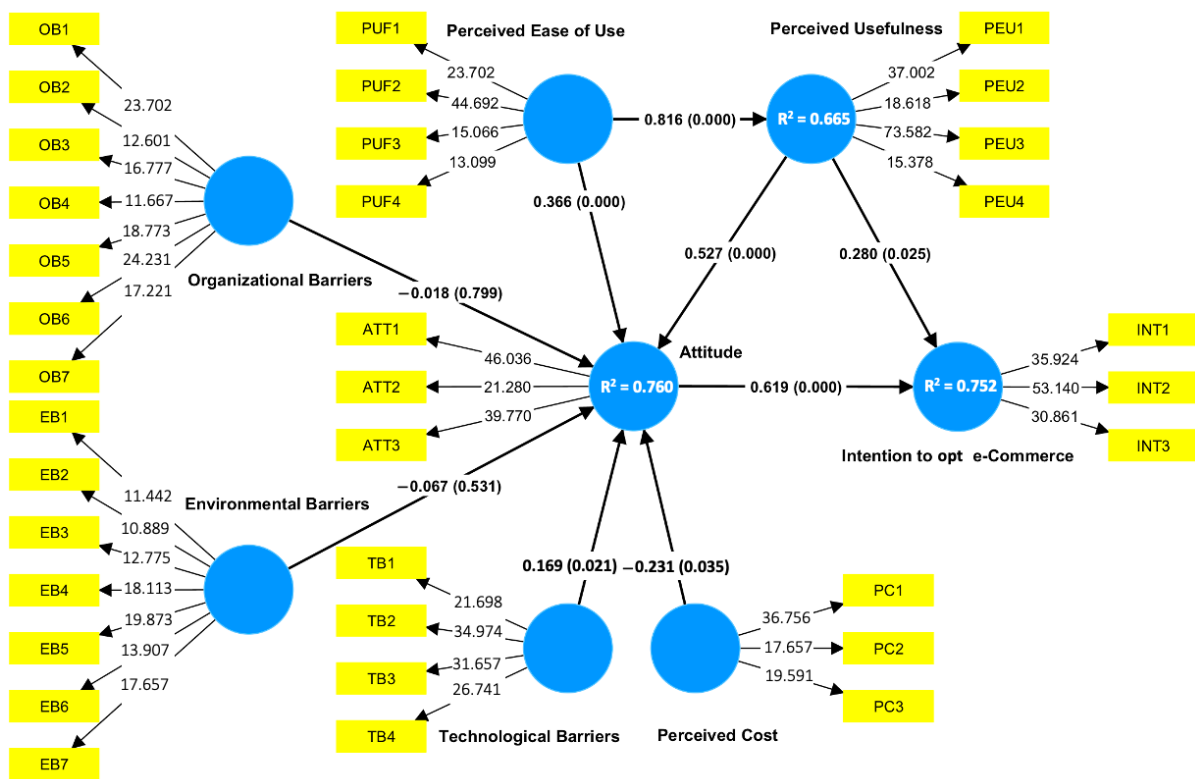 OB1
OB2
OB3
OB4
OB5
OB6
OB7
23.702
12.601
16.777
11.667
18.773
24.231
17.221
Organizational Barriers
−0.018 (0.799)
PUF1
PUF2
PUF3
PUF4
23.702
44.692
15.066
13.099
Perceived Ease of Use
0.816 (0.000)
0.366 (0.000)
Perceived Usefulness
R² = 0.665
PEU1
PEU2
PEU3
PEU4
37.002
18.618
73.582
15.378
0.527 (0.000)
0.280 (0.025)
ATT1
ATT2
ATT3
46.036
21.280
39.770
Attitude
R² = 0.760
0.619 (0.000)
R² = 0.752
Intention to opt e-Commerce
35.924
53.140
30.861
INT1
INT2
INT3
EB1
EB2
EB3
EB4
EB5
EB6
EB7
11.442
10.889
12.775
18.113
19.873
13.907
17.657
Environmental Barriers
−0.067 (0.531)
TB1
TB2
TB3
TB4
21.698
34.974
31.657
26.741
Technological Barriers
0.169 (0.021)
−0.231 (0.035)
Perceived Cost
36.756
17.657
19.591
PC1
PC2
PC3